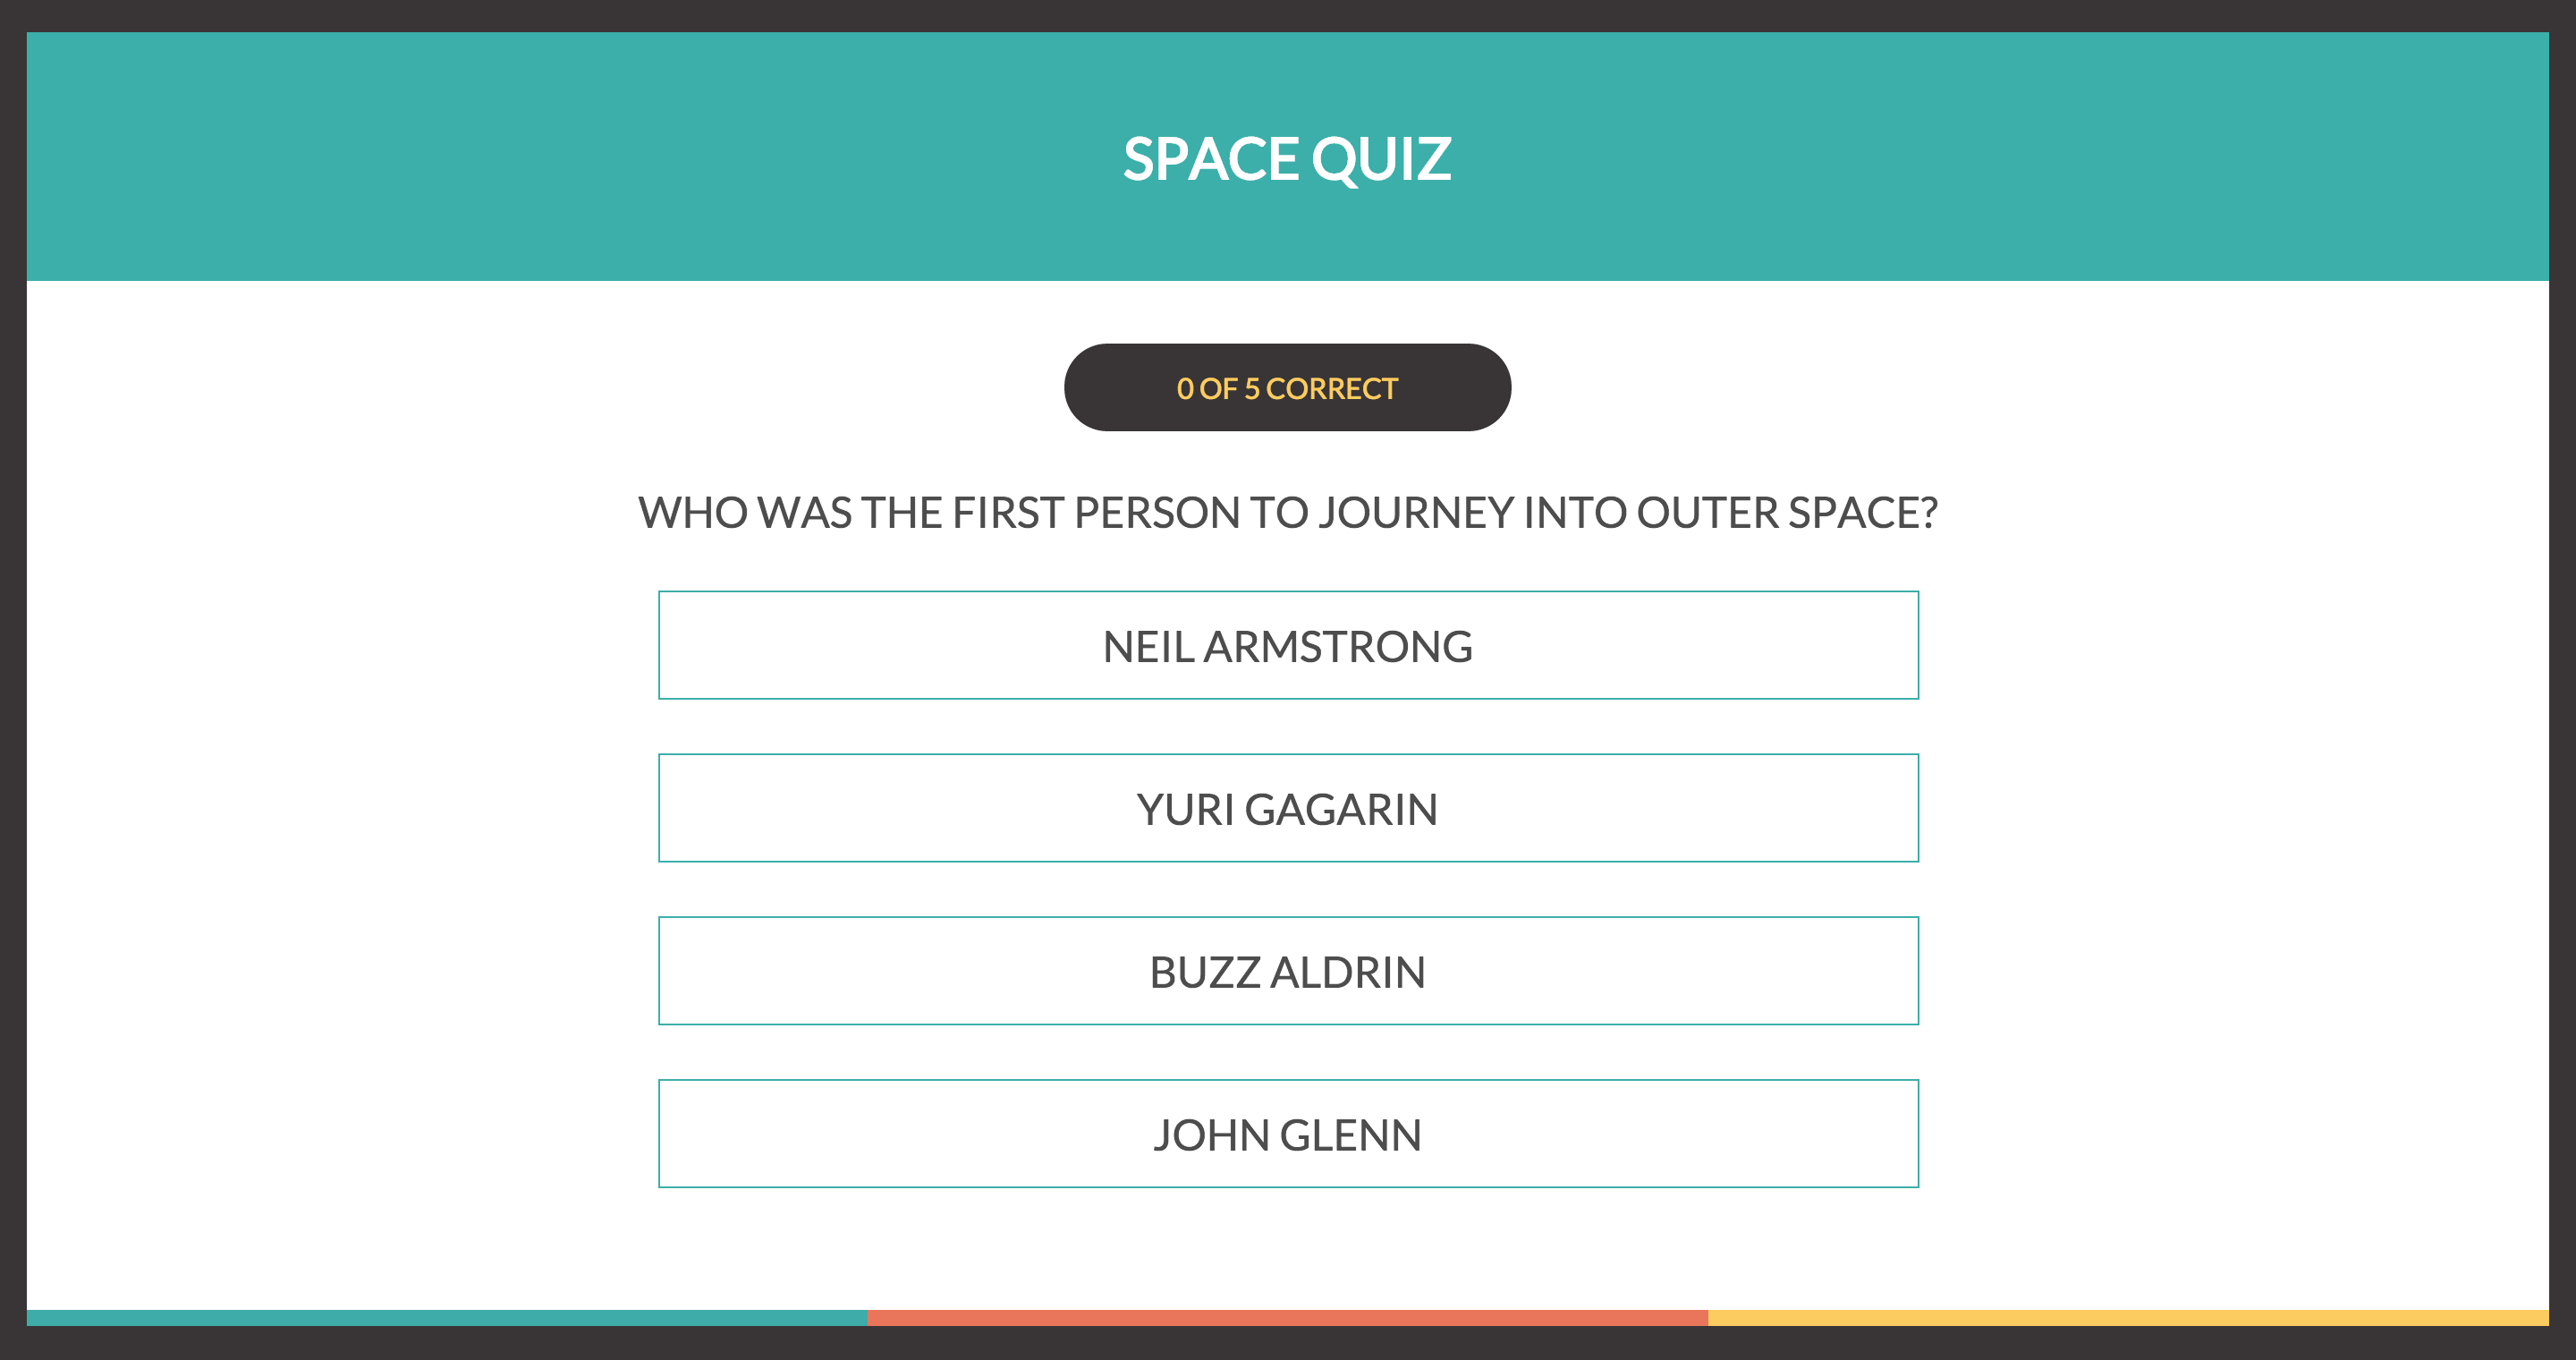 SPACE QUIZ
0 OF 5 CORRECT
WHO WAS THE FIRST PERSON TO JOURNEY INTO OUTER SPACE?
NEIL ARMSTRONG
YURI GAGARIN
BUZZ ALDRIN
JOHN GLENN